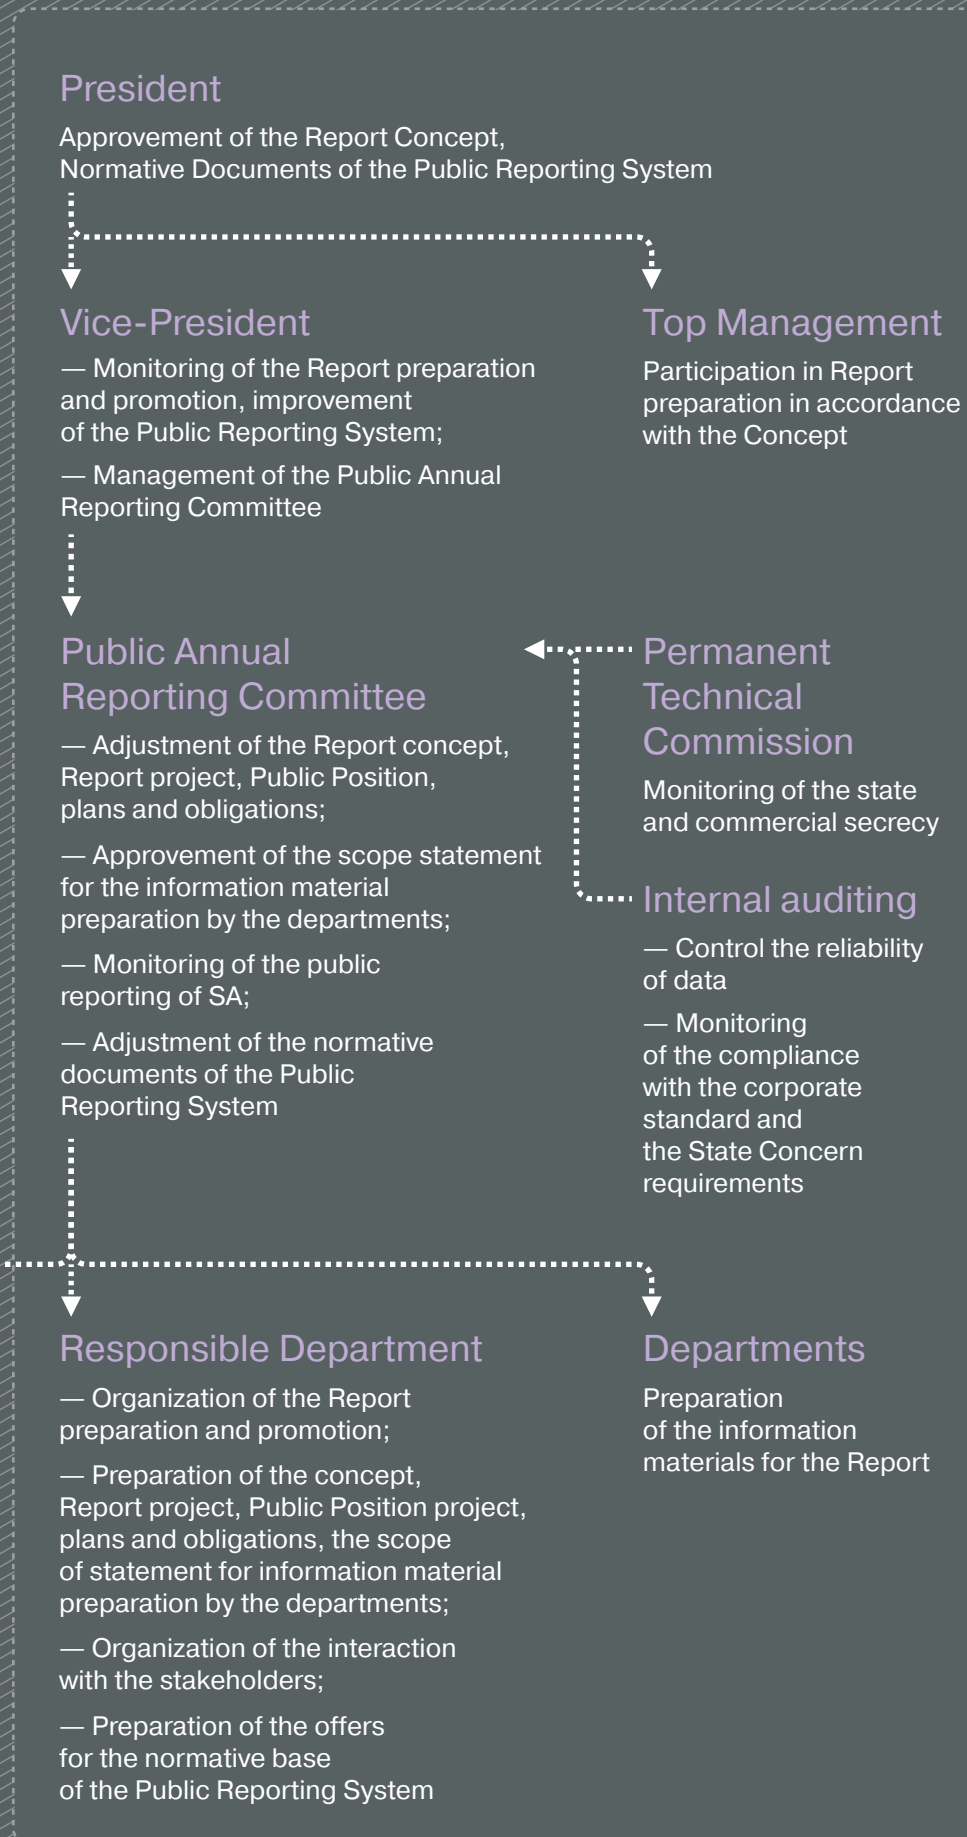 President
Approvement of the Report Concept,
Normative Documents of the Public Reporting System
Vice-President
— Monitoring of the Report preparation
and promotion, improvement
of the Public Reporting System;
— Management of the Public Annual
Reporting Committee
Top Management
Participation in Report
preparation in accordance
with the Concept
Public Annual
Reporting Committee
— Adjustment of the Report concept,
Report project, Public Position,
plans and obligations;
— Approvement of the scope statement
for the information material
preparation by the departments;
— Monitoring of the public
reporting of SA;
— Adjustment of the normative
documents of the Public
Reporting System
Permanent
Technical
Commission
Monitoring of the state
and commercial secrecy
Internal auditing
— Control the reliability
of data
— Monitoring
of the compliance
with the corporate
standard and
the State Concern
requirements
Responsible Department
— Organization of the Report
preparation and promotion;
— Preparation of the concept,
Report project, Public Position project,
plans and obligations, the scope
of statement for information material
preparation by the departments;
— Organization of the interaction
with the stakeholders;
— Preparation of the offers
for the normative base
of the Public Reporting System
Departments
Preparation
of the information
materials for the Report